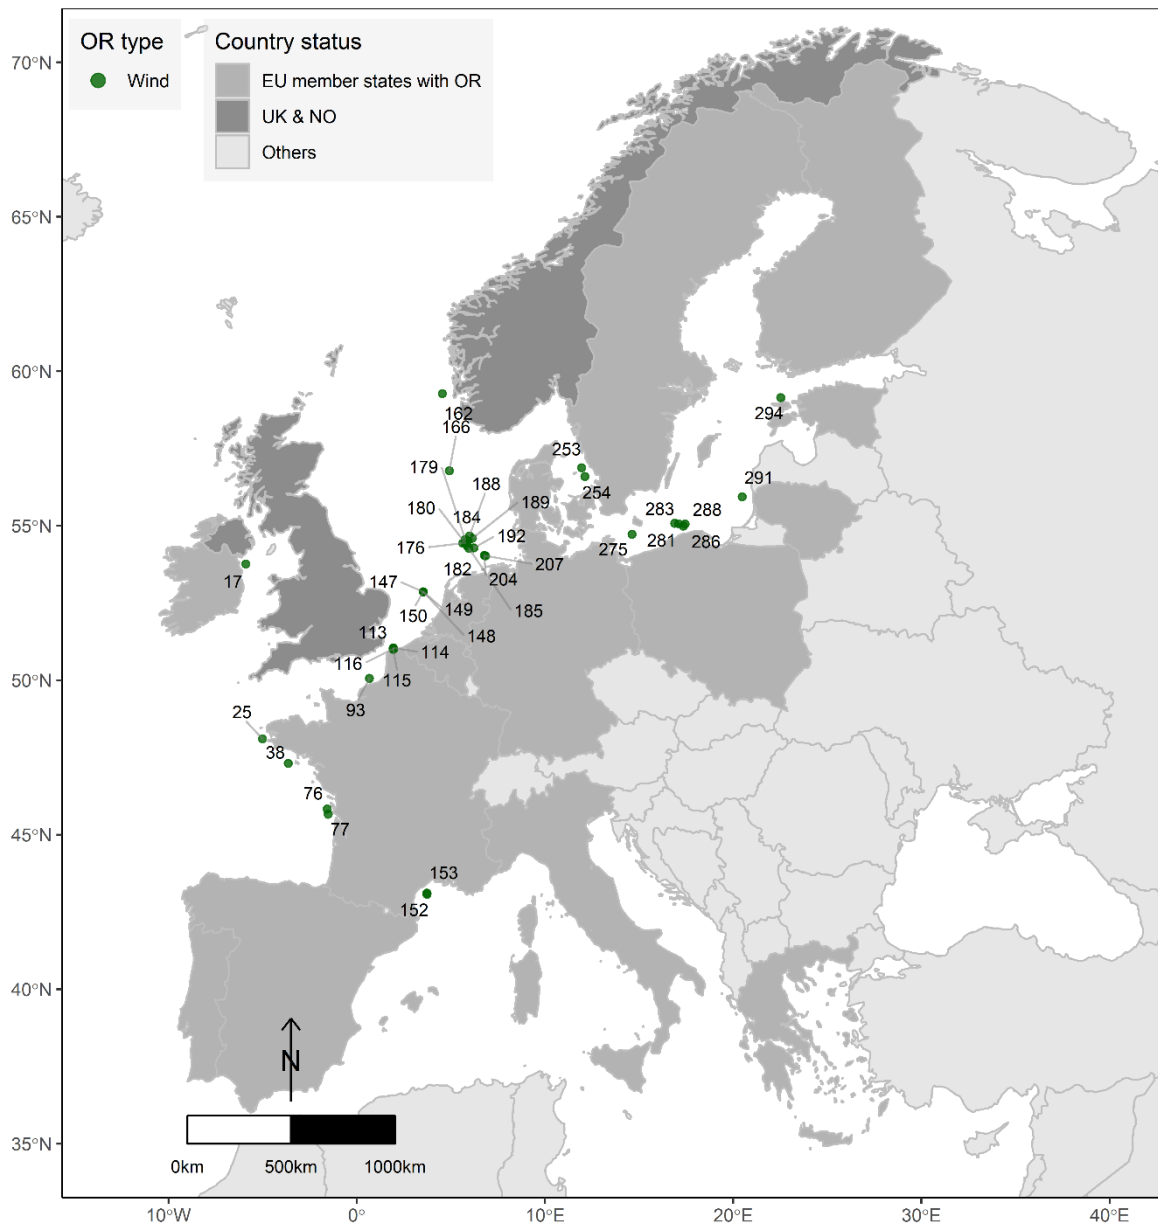 OR type
Wind
Country status
EU member states with OR
UK & NO
Others
70°N
65°N
60°N
55°N
50°N
45°N
40°N
35°N
162
166
294
253
179
188
291
254
180
189
283
288
184
192
176
275
281
286
182
207
17
204
147
185
150
149
148
113
116
114
115
93
25
38
76
77
153
152
N
0km 500km 1000km
10°W 0° 10°E 20°E 30°E 40°E